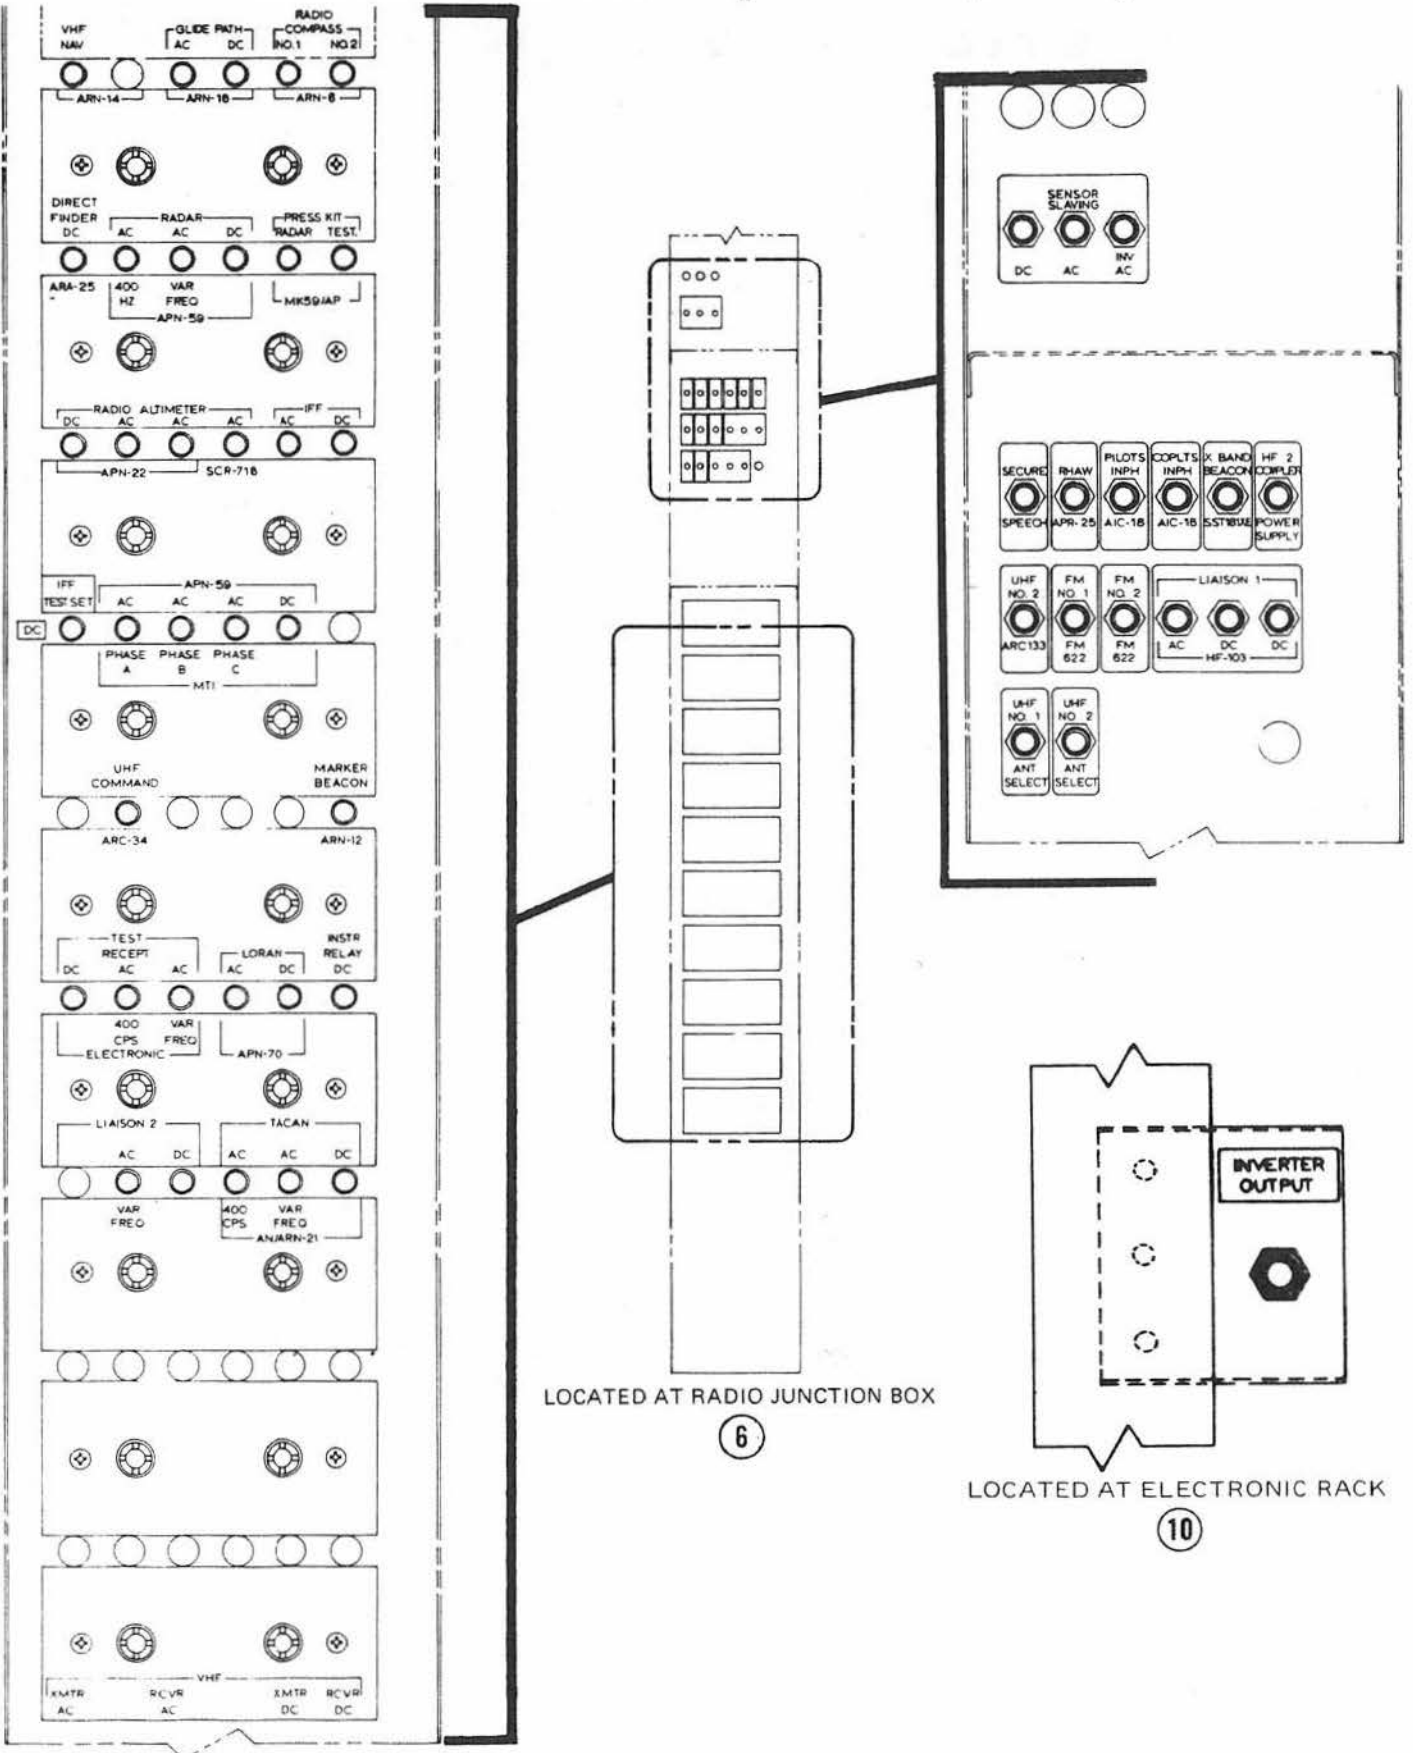 VHF NAV
GLIDE PATH
AC DC
RADIO COMPASS
NO.1 NO.2
ARN-14 ARN-18 ARN-6
DIRECT FINDER DC
RADAR
AC AC DC
PRESS KIT
RADAR TEST.
ARA-25
400 HZ
VAR FREQ
APN-59
MK59/AP
RADIO ALTIMETER
DC AC AC AC
IFF
AC DC
APN-22 SCR-718
IFF TEST SET
APN-59
AC AC AC DC
DC
PHASE A
PHASE B
PHASE C
MTI
UHF COMMAND
MARKER BEACON
ARC-34 ARN-12
TEST RECEPT
DC AC AC
LORAN
AC DC
INSTR RELAY DC
400 CPS
VAR FREQ
ELECTRONIC
APN-70
LIAISON 2
AC DC
TACAN
AC AC DC
VAR FREQ
400 CPS
VAR FREQ
AN/ARN-21
VHF
XMTR AC
RCVR AC
XMTR DC
RCVR DC
LOCATED AT RADIO JUNCTION BOX
6
SENSOR SLAVING
DC AC INV AC
SECURE SPEECH
RHAW APR-25
PILOTS INPH AIC-18
COPLTS INPH AIC-18
X BAND BEACON
HF 2 COUPLER POWER SUPPLY
UHF NO. 2 ARC133
FM NO. 1 FM 622
FM NO. 2 FM 622
LIAISON 1
AC DC DC
HF-103
UHF NO. 1 ANT SELECT
UHF NO. 2 ANT SELECT
INVERTER OUTPUT
LOCATED AT ELECTRONIC RACK
10